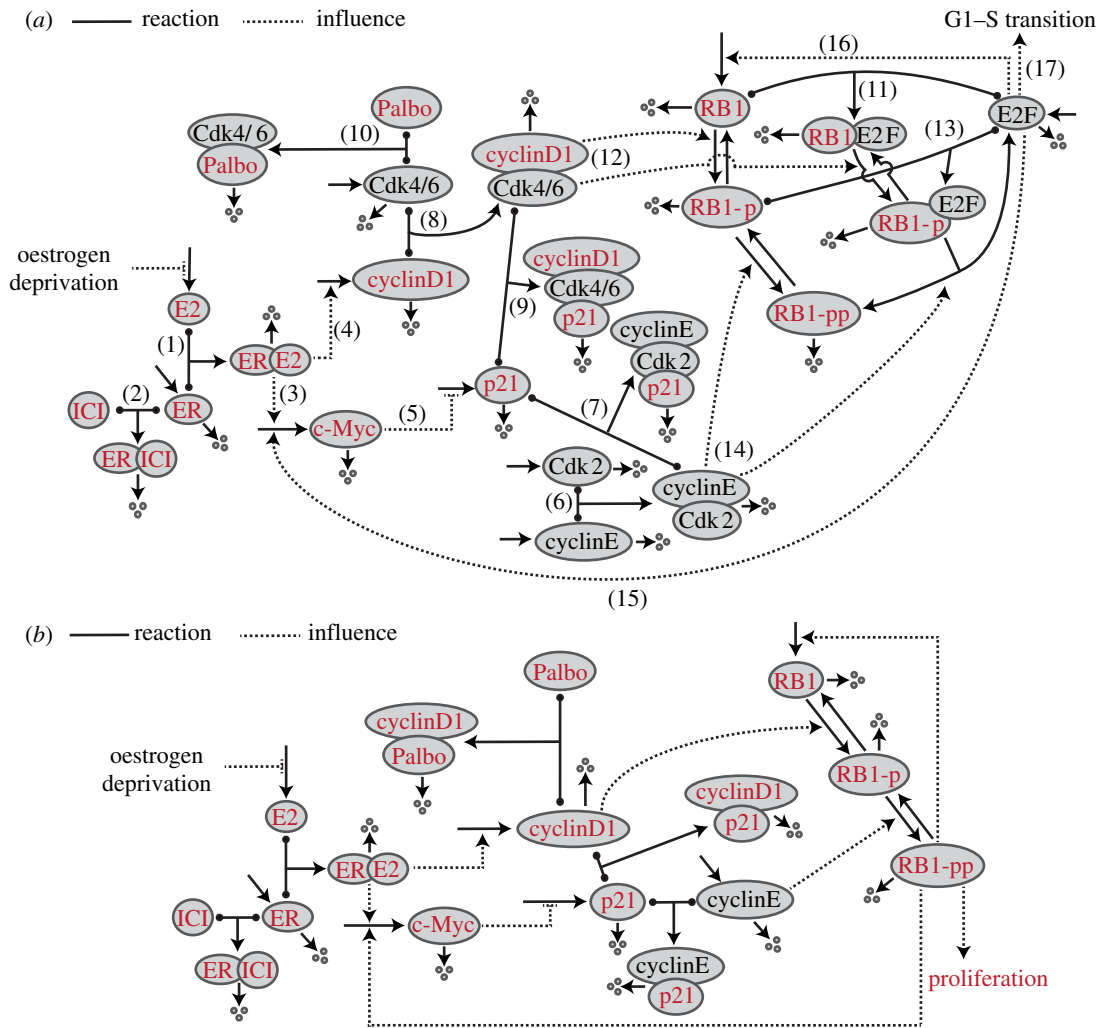 (a) reaction influence
G1–S transition
(16)
(17)
RB1
(11)
E2F
Palbo
Cdk4/6
Palbo
(10)
cyclinD1
Cdk4/6
(12)
RB1 E2F
(13)
Cdk4/6
(8)
RB1-p
RB1-p E2F
oestrogen
deprivation
cyclinD1
cyclinD1
Cdk4/6
p21
(9)
E2
(4)
RB1-pp
(1)
ER E2
cyclinE
Cdk2
p21
(3)
p21
ICI
(2)
ER
c-Myc
(5)
(7)
ER ICI
(14)
Cdk2
cyclinE
Cdk2
(6)
cyclinE
(15)
(b) reaction influence
Palbo
RB1
cyclinD1
Palbo
oestrogen
deprivation
RB1-p
cyclinD1
p21
E2
cyclinD1
ER E2
RB1-pp
ICI
ER
c-Myc
p21
cyclinE
ER ICI
cyclinE
p21
proliferation